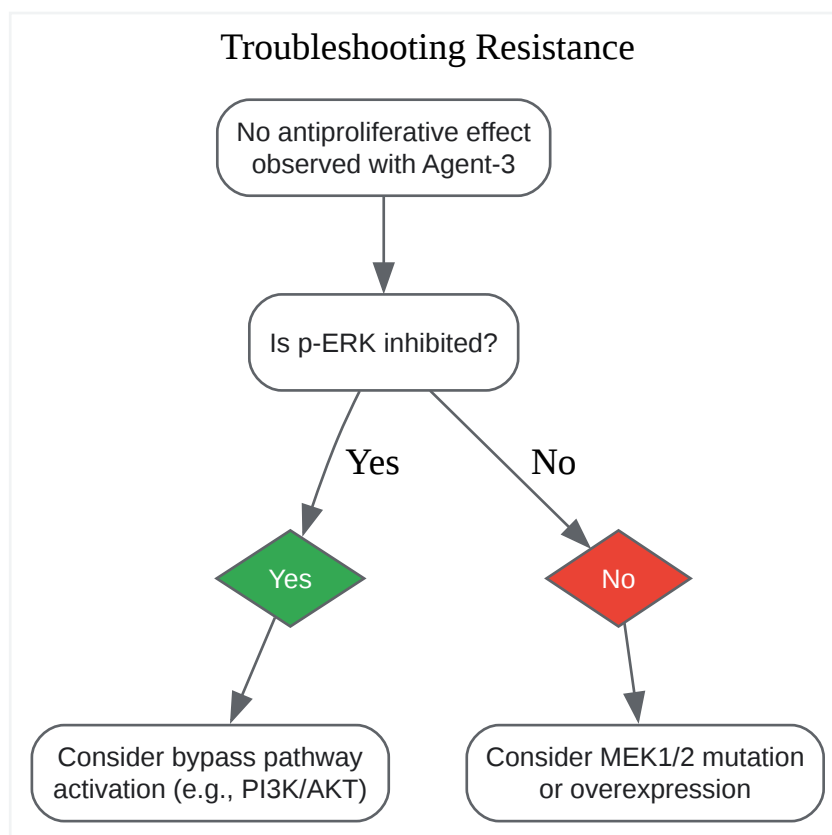 Troubleshooting Resistance
No antiproliferative effect
observed with Agent-3
Is p-ERK inhibited?
Yes
No
Yes
No
Consider bypass pathway
activation (e.g., PI3K/AKT)
Consider MEK1/2 mutation
or overexpression